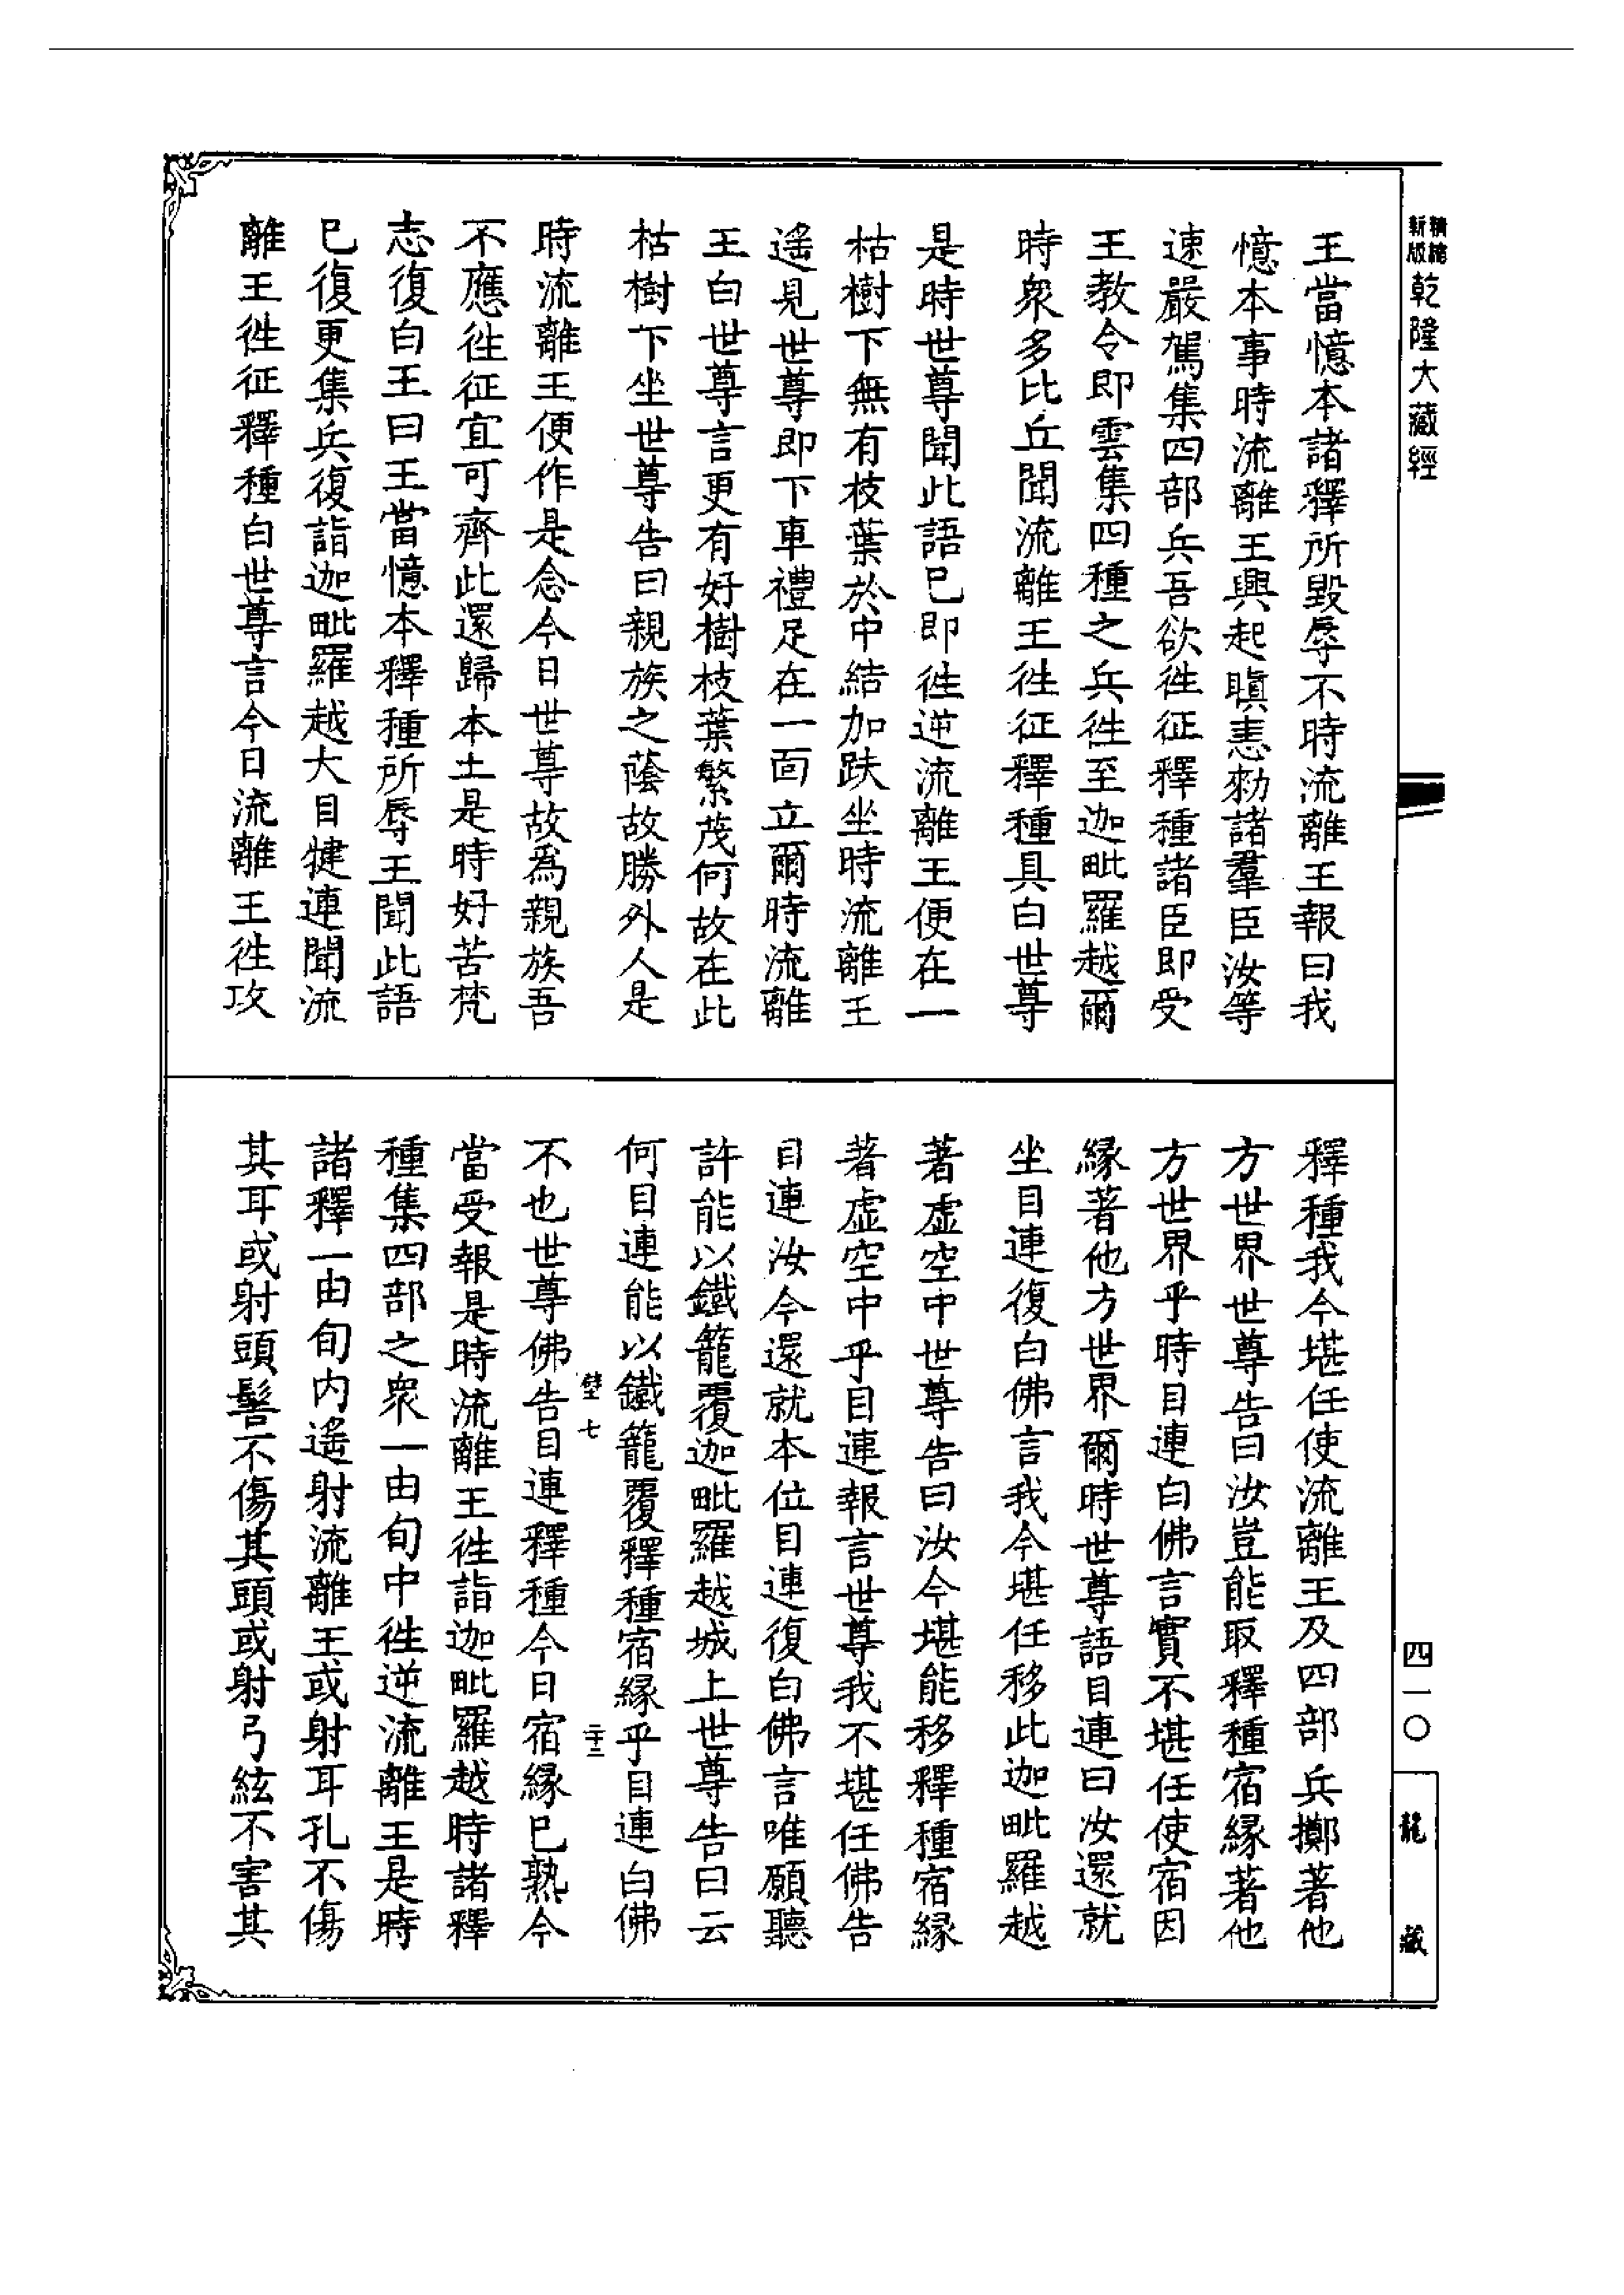 精縮新版乾隆大藏經
王當憶本諸釋所毀辱不時流離王報曰我
憶本事時流離王興起瞋恚勑諸羣臣汝等
速嚴駕集四部兵吾欲徃征釋種諸臣即受
王教令即雲集四種之兵徃至迦毗羅越爾
時衆多比丘聞流離王徃征釋種具白世尊
是時世尊聞此語已即徃逆流離王便在一
枯樹下無有枝葉於中結加趺坐時流離王
遙見世尊即下車禮足在一面立爾時流離
王白世尊言更有好樹枝葉繁茂何故在此
枯樹下坐世尊告曰親族之蔭故勝外人是
時流離王便作是念今日世尊故爲親族吾
不應徃征宜可齊此還歸本土是時好苦梵
志復白王曰王當憶本釋種所辱王聞此語
已復更集兵復詣迦毗羅越大目揵連聞流
離王徃征釋種白世尊言今日流離王徃攻
釋種我今堪任使流離王及四部兵擲著他
方世界世尊告曰汝豈能取釋種宿緣著他
方世界乎時目連白佛言實不堪任使宿因
緣著他方世界爾時世尊語目連曰汝還就
坐目連復白佛言我今堪任移此迦毗羅越
著虛空中世尊告曰汝今堪能移釋種宿緣
著虛空中乎目連報言世尊我不堪任佛告
目連汝今還就本位目連復白佛言唯願聽
許能以鐵籠覆迦毗羅越城上世尊告曰云
何目連能以鐵籠覆釋種宿緣乎目連白佛
壁七 二十二
不也世尊佛告目連釋種今日宿緣已熟今
當受報是時流離王徃詣迦毗羅越時諸釋
種集四部之衆一由旬中徃逆流離王是時
諸釋一由旬內遙射流離王或射耳孔不傷
其耳或射頭髻不傷其頭或射弓絃不害其
四一〇
龍藏